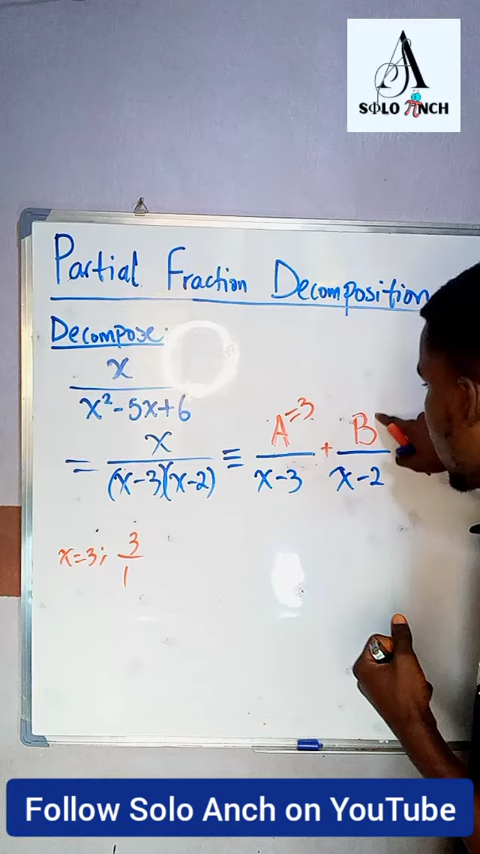 SOLO ANCH
Partial Fraction Decomposition
Decompose:
x
x² - 5x + 6
= x / (x-3)(x-2) ≡ A=3 / x-3 + B / x-2
x=3; 3/1
Follow Solo Anch on YouTube